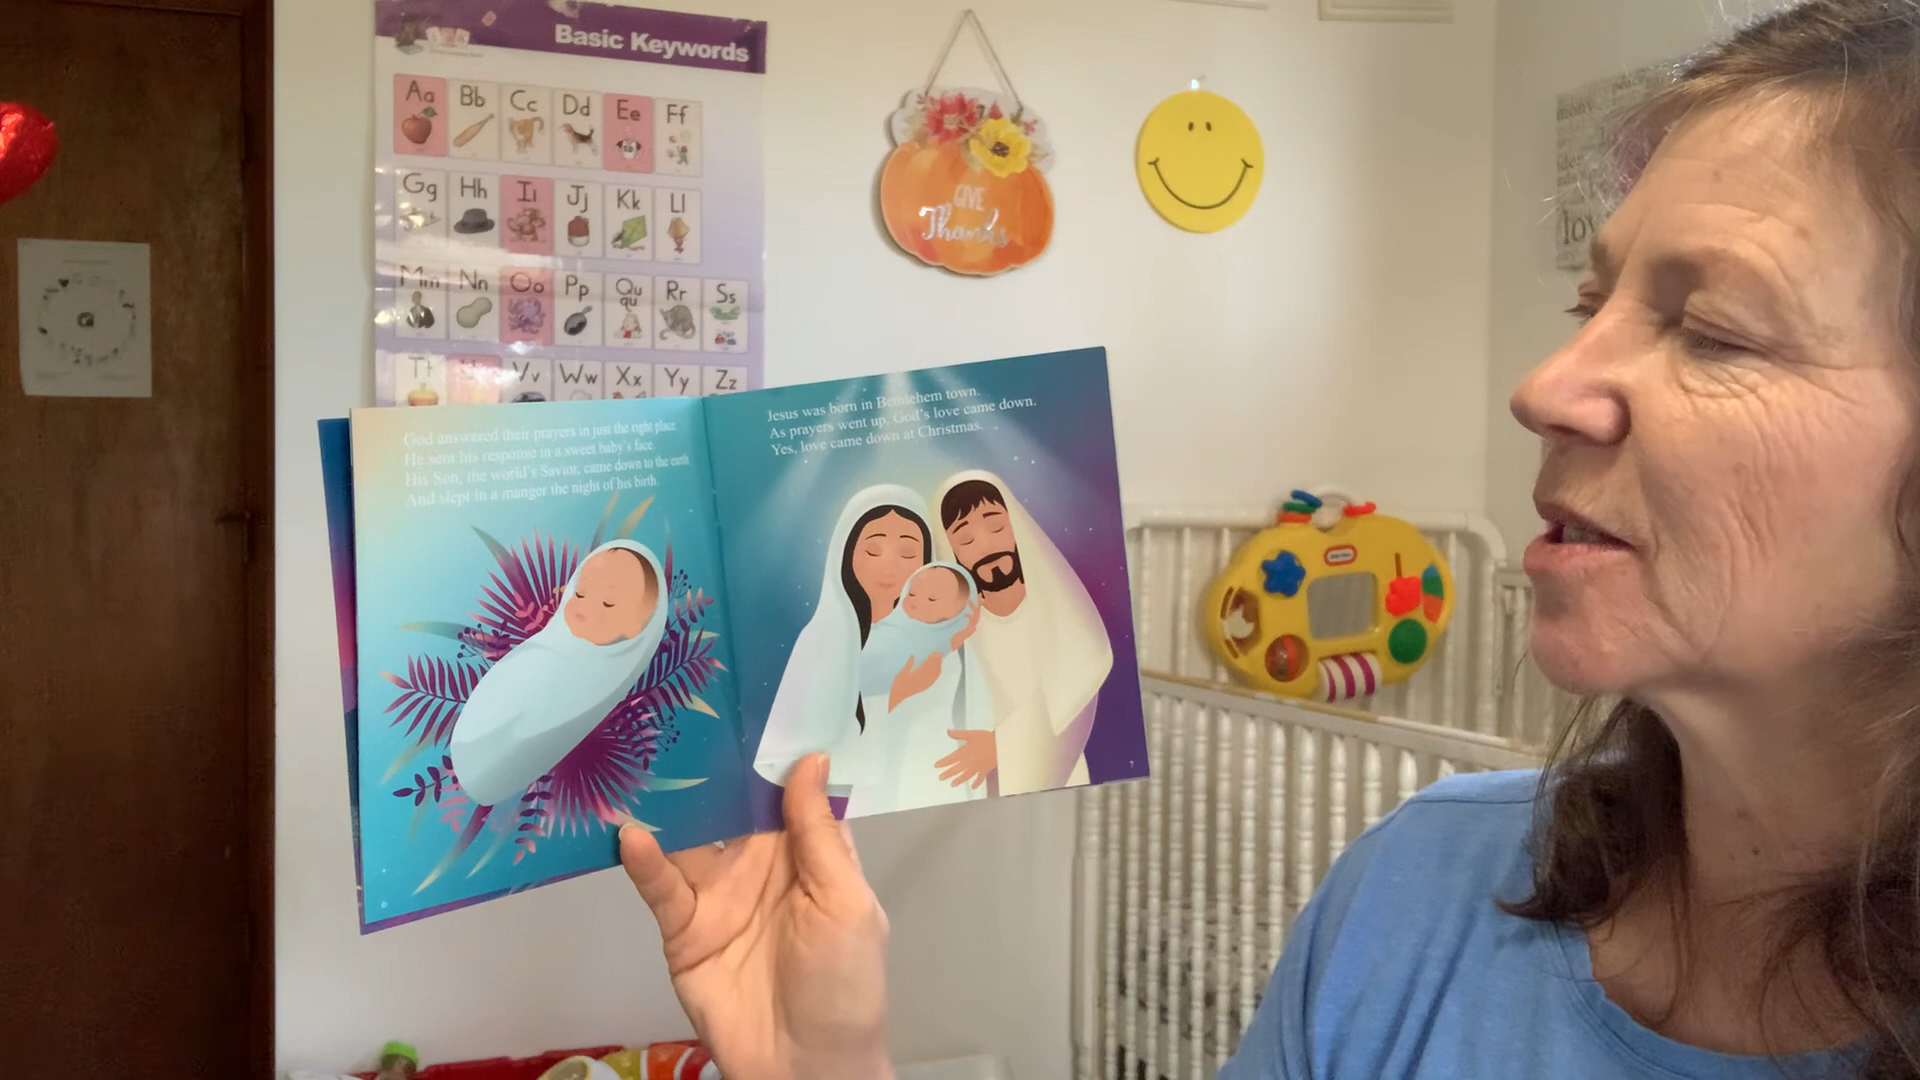 Basic Keywords
Aa Bb Cc Dd Ee Ff
Gg Hh Ii Jj Kk Ll
Mm Nn Oo Pp Qu qu Rr Ss
Vv Ww Xx Yy Zz
GIVE
Thanks
love
God answered their prayers in just the right place.
He sent his response in a sweet baby's face.
His Son, the world's Savior, came down to the earth
And slept in a manger the night of his birth.
6
Jesus was born in Bethlehem town.
As prayers went up, God's love came down.
Yes, love came down at Christmas.
7